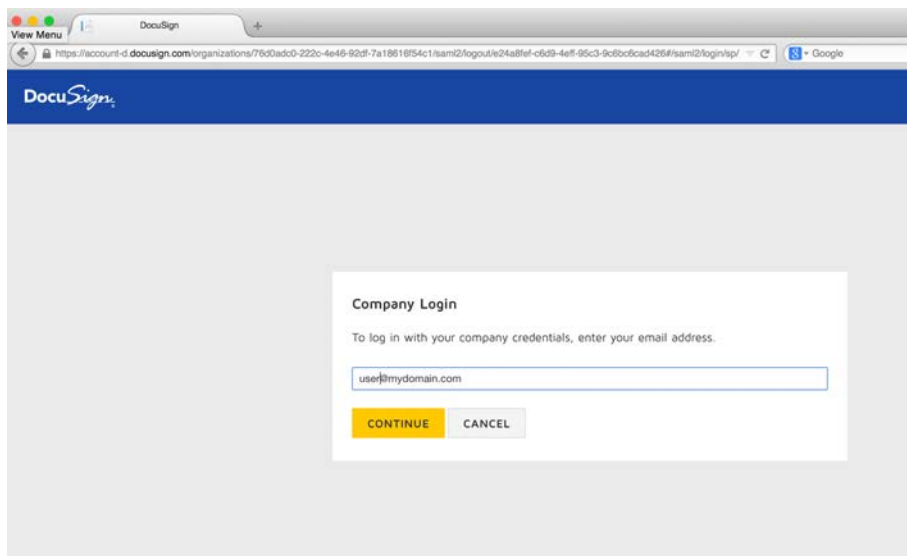 DocuSign
View Menu
https://account-d.docusign.com/organizations/76d0adc0-222c-4e46-92df-7a18616f54c1/saml2/logout/e24a8fef-c6d9-4eff-95c3-9c6bc6cad426#/saml2/login/sp/
Google
DocuSign
Company Login
To log in with your company credentials, enter your email address.
user@mydomain.com
CONTINUE CANCEL